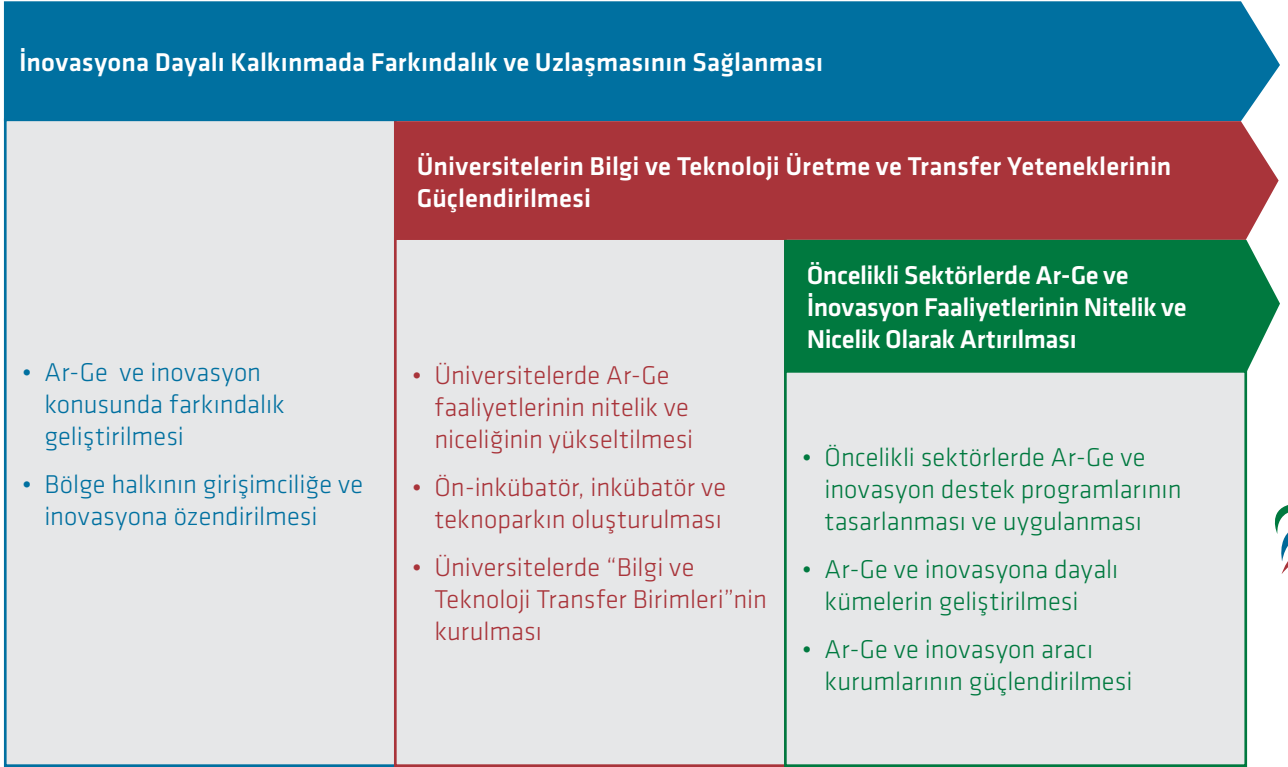 İnovasyona Dayalı Kalkınmada Farkındalık ve Uzlaşmasının Sağlanması
Üniversitelerin Bilgi ve Teknoloji Üretme ve Transfer Yeteneklerinin
Güçlendirilmesi
Öncelikli Sektörlerde Ar-Ge ve
İnovasyon Faaliyetlerinin Nitelik ve
Nicelik Olarak Artırılması
• Ar-Ge ve inovasyon
konusunda farkındalık
geliştirilmesi
• Bölge halkının girişimciliğe ve
inovasyona özendirilmesi
• Üniversitelerde Ar-Ge
faaliyetlerinin nitelik ve
niceliğinin yükseltilmesi
• Ön-inkübatör, inkübatör ve
teknoparkın oluşturulması
• Üniversitelerde “Bilgi ve
Teknoloji Transfer Birimleri”nin
kurulması
• Öncelikli sektörlerde Ar-Ge ve
inovasyon destek programlarının
tasarlanması ve uygulanması
• Ar-Ge ve inovasyona dayalı
kümelerin geliştirilmesi
• Ar-Ge ve inovasyon aracı
kurumlarının güçlendirilmesi